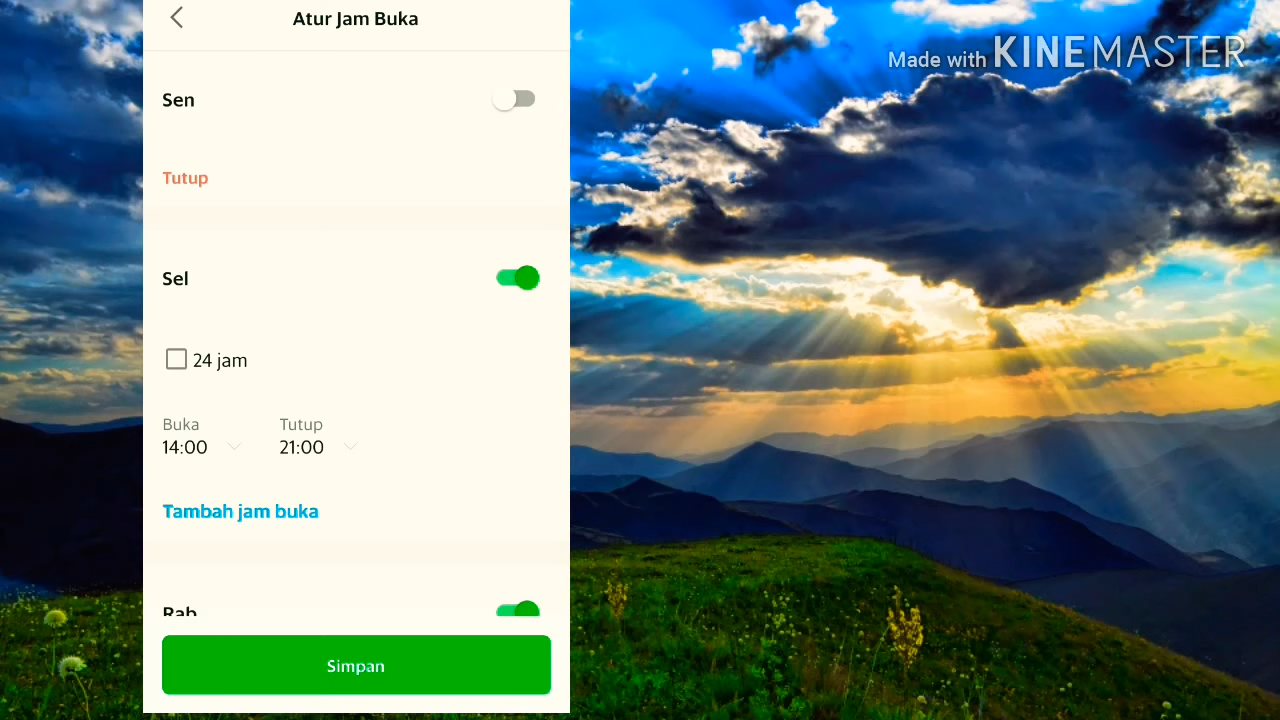 Atur Jam Buka
Made with KINEMASTER
Sen
Tutup
Sel
24 jam
Buka Tutup
14:00 21:00
Tambah jam buka
Rab
Simpan